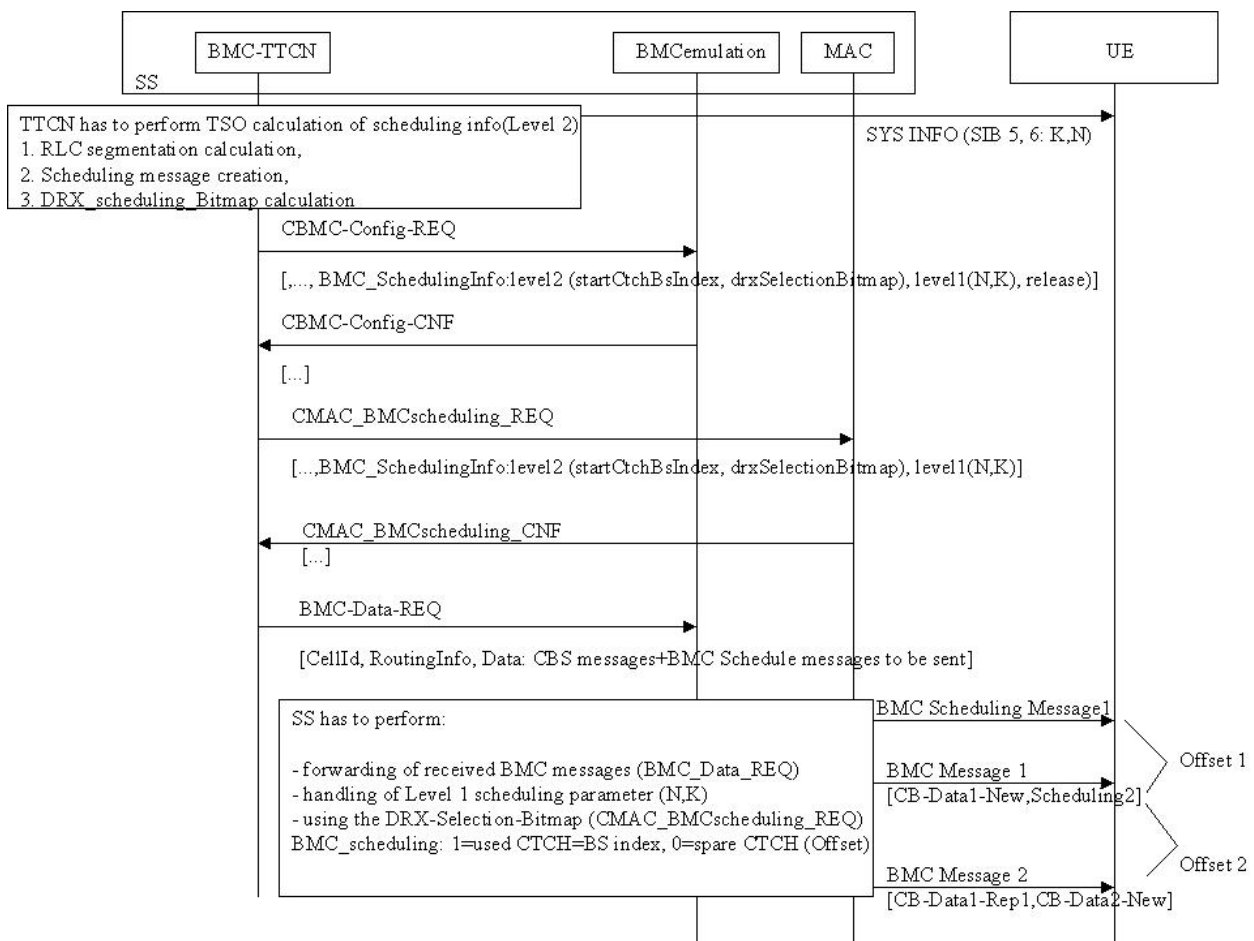 BMC-TTCN
BMCemulation
MAC
UE
SS
TTCN has to perform TSO calculation of scheduling info(Level 2)
1. RLC segmentation calculation,
2. Scheduling message creation,
3. DRX_scheduling_Bitmap calculation
SYS INFO (SIB 5, 6: K,N)
CBMC-Config-REQ
[,..., BMC_SchedulingInfo:level2 (startCtchBsIndex, drxSelectionBitmap), level1(N,K), release)]
CBMC-Config-CNF
[...]
CMAC_BMCscheduling_REQ
[...,BMC_SchedulingInfo:level2 (startCtchBsIndex, drxSelectionBitmap), level1(N,K)]
CMAC_BMCscheduling_CNF
[...]
BMC-Data-REQ
[CellId, RoutingInfo, Data: CBS messages+BMC Schedule messages to be sent]
SS has to perform:
- forwarding of received BMC messages (BMC_Data_REQ)
- handling of Level 1 scheduling parameter (N,K)
- using the DRX-Selection-Bitmap (CMAC_BMCscheduling_REQ)
BMC_scheduling: 1=used CTCH=BS index, 0=spare CTCH (Offset)
BMC Scheduling Message1
Offset 1
BMC Message 1
[CB-Data1-New,Scheduling2]
Offset 2
BMC Message 2
[CB-Data1-Rep1,CB-Data2-New]